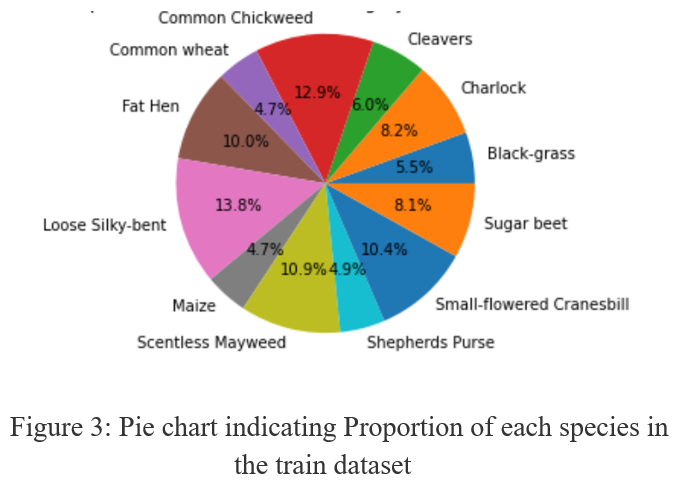 Common Chickweed
Cleavers
Common wheat
Charlock
12.9%
6.0%
4.7%
Fat Hen
8.2%
10.0%
Black-grass
5.5%
13.8%
8.1%
Loose Silky-bent
Sugar beet
4.7%
10.4%
10.9%
4.9%
Maize
Small-flowered Cranesbill
Scentless Mayweed
Shepherds Purse
Figure 3: Pie chart indicating Proportion of each species in
the train dataset